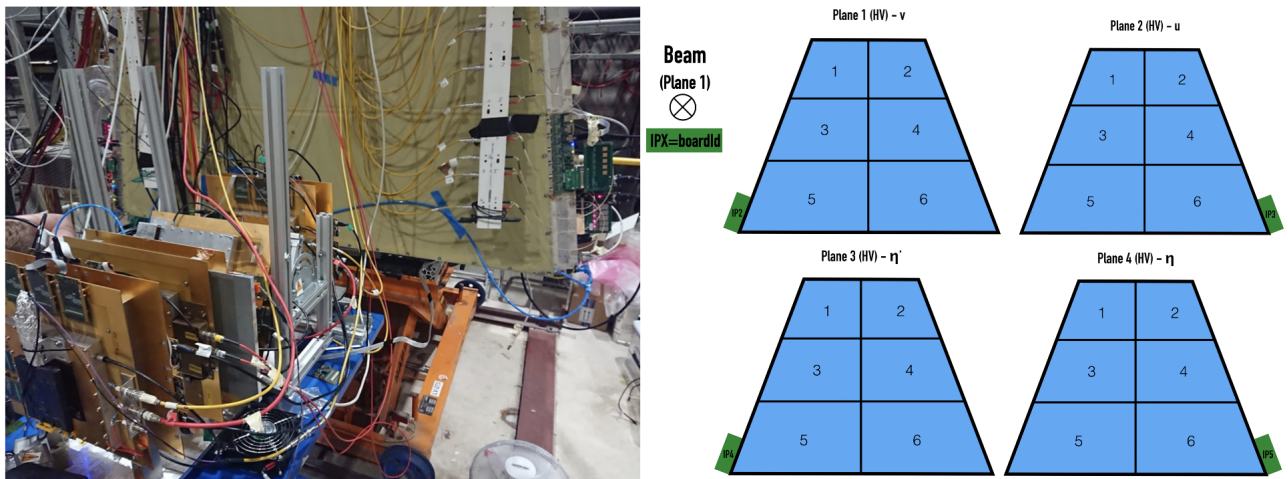 Beam
(Plane 1)
IPX=boardId
Plane 1 (HV) - v
1 2
3 4
5 6
IP2
Plane 2 (HV) - u
1 2
3 4
5 6
IP3
Plane 3 (HV) - η'
1 2
3 4
5 6
IP4
Plane 4 (HV) - η
1 2
3 4
5 6
IP5